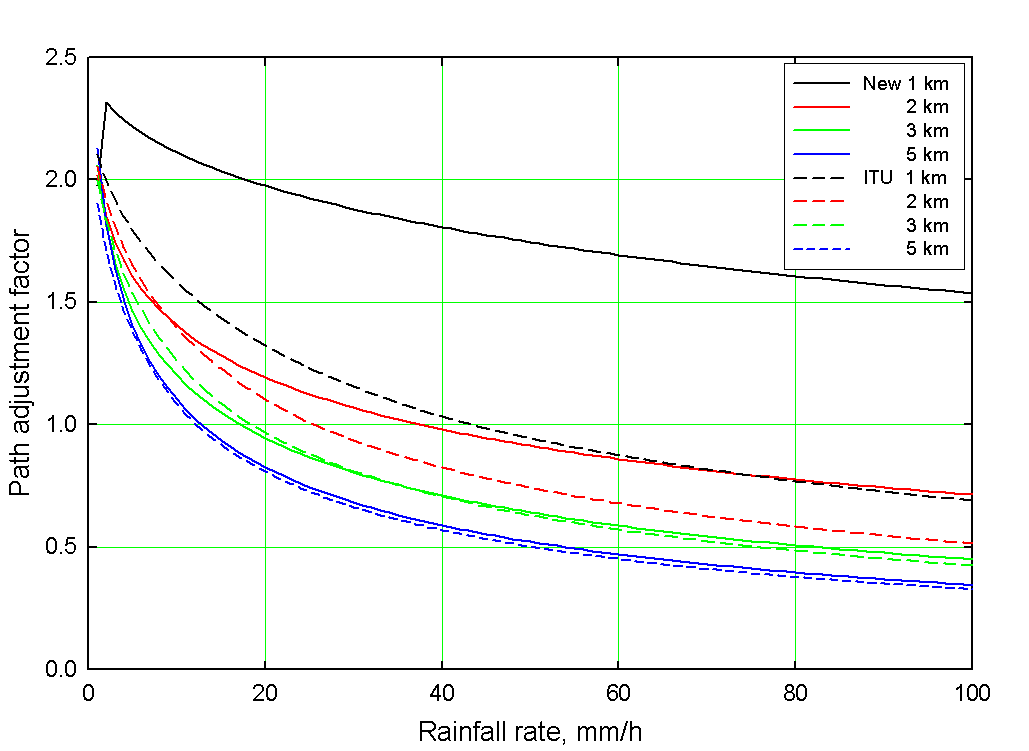 2.5
2.0
1.5
1.0
0.5
0.0
Path adjustment factor
New 1 km
2 km
3 km
5 km
ITU 1 km
2 km
3 km
5 km
0 20 40 60 80 100
Rainfall rate, mm/h